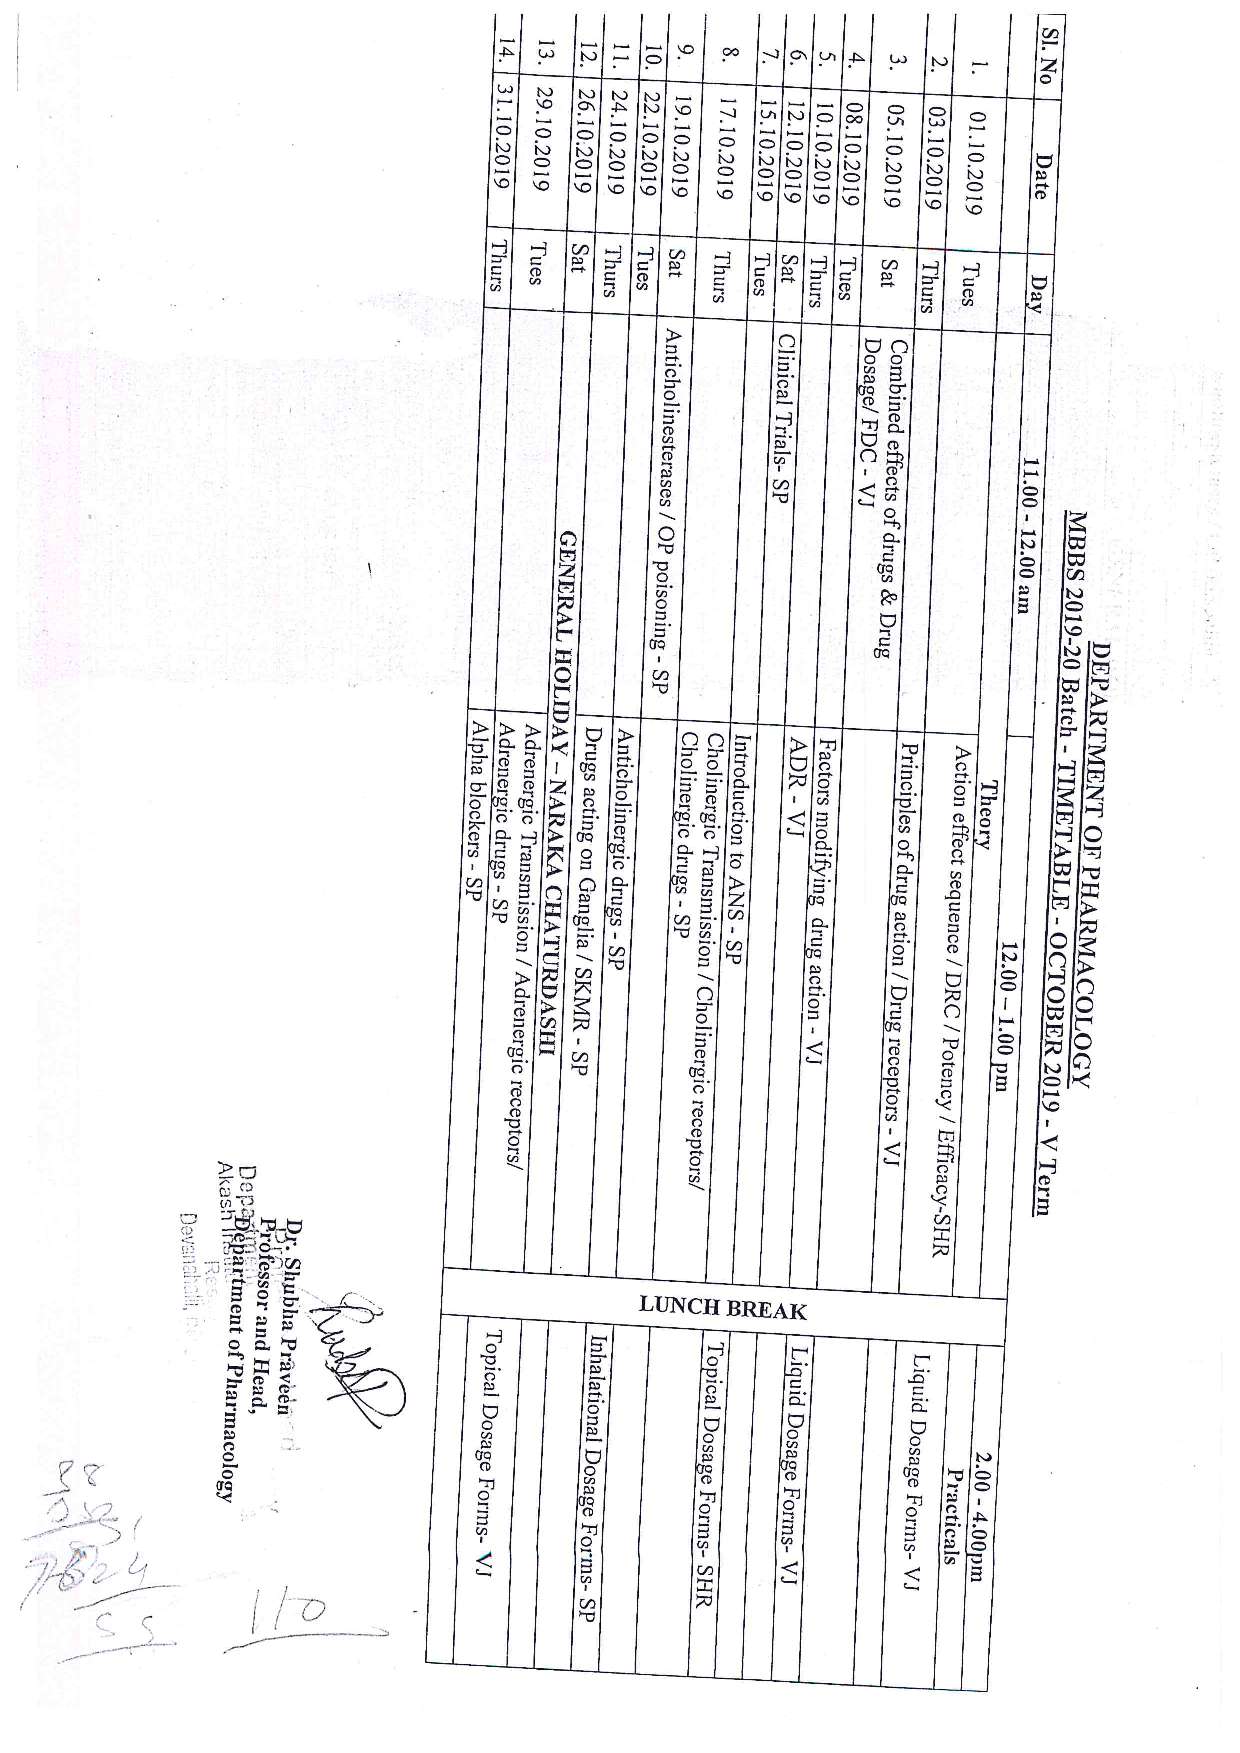 DEPARTMENT OF PHARMACOLOGY
MBBS 2019-20 Batch - TIMETABLE - OCTOBER 2019 - V Term
Sl. No Date Day 11.00 - 12.00 am 12.00 – 1.00 pm 2.00 - 4.00pm
Theory Practicals
1. 01.10.2019 Tues Action effect sequence / DRC / Potency / Efficacy-SHR Liquid Dosage Forms- VJ
2. 03.10.2019 Thurs Principles of drug action / Drug receptors - VJ
3. 05.10.2019 Sat Combined effects of drugs & Drug
Dosage/ FDC - VJ
4. 08.10.2019 Tues
5. 10.10.2019 Thurs Factors modifying drug action - VJ Liquid Dosage Forms- VJ
6. 12.10.2019 Sat Clinical Trials- SP ADR - VJ
7. 15.10.2019 Tues
LUNCH BREAK
8. 17.10.2019 Thurs Introduction to ANS - SP Topical Dosage Forms- SHR
Cholinergic Transmission / Cholinergic receptors/
Cholinergic drugs - SP
9. 19.10.2019 Sat Anticholinesterases / OP poisoning - SP
10. 22.10.2019 Tues
11. 24.10.2019 Thurs Anticholinergic drugs - SP Inhalational Dosage Forms- SP
12. 26.10.2019 Sat Drugs acting on Ganglia / SKMR - SP
GENERAL HOLIDAY – NARAKA CHATURDASHI
13. 29.10.2019 Tues Adrenergic Transmission / Adrenergic receptors/
Adrenergic drugs - SP
14. 31.10.2019 Thurs Alpha blockers - SP Topical Dosage Forms- VJ
Dr. Shubha Praveen
Professor and Head,
Department of Pharmacology
Department
Akash
Devanahalli,
110